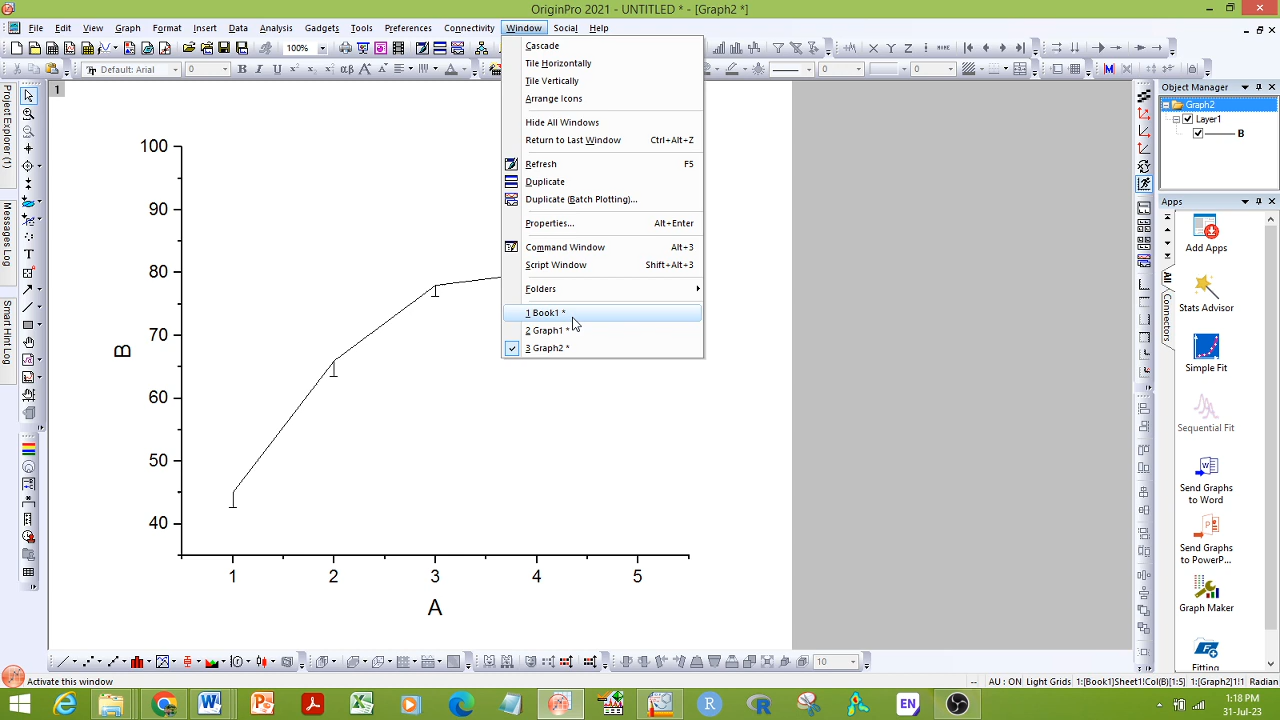 OriginPro 2021 - UNTITLED * - [Graph2 *]
File Edit View Graph Format Insert Data Analysis Gadgets Tools Preferences Connectivity Window Social Help
100%
Default: Arial 0 B I U 0 0
1
Project Explorer (1)
Messages Log
Smart Hint Log
Cascade
Tile Horizontally
Tile Vertically
Arrange Icons
Hide All Windows
Return to Last Window Ctrl+Alt+Z
Refresh F5
Duplicate
Duplicate (Batch Plotting)...
Properties... Alt+Enter
Command Window Alt+3
Script Window Shift+Alt+3
Folders
1 Book1 *
2 Graph1 *
3 Graph2 *
100
90
80
70
60
50
40
B
1 2 3 4 5
A
Object Manager
Graph2
Layer1
B
Apps
All
Connectors
Add Apps
Stats Advisor
Simple Fit
Sequential Fit
Send Graphs
to Word
Send Graphs
to PowerP...
Graph Maker
Fitting
10
Activate this window
-- AU : ON Light Grids 1:[Book1]Sheet1!Col(B)[1:5] 1:[Graph2]1!1 Radian
EN
1:18 PM
31-Jul-23